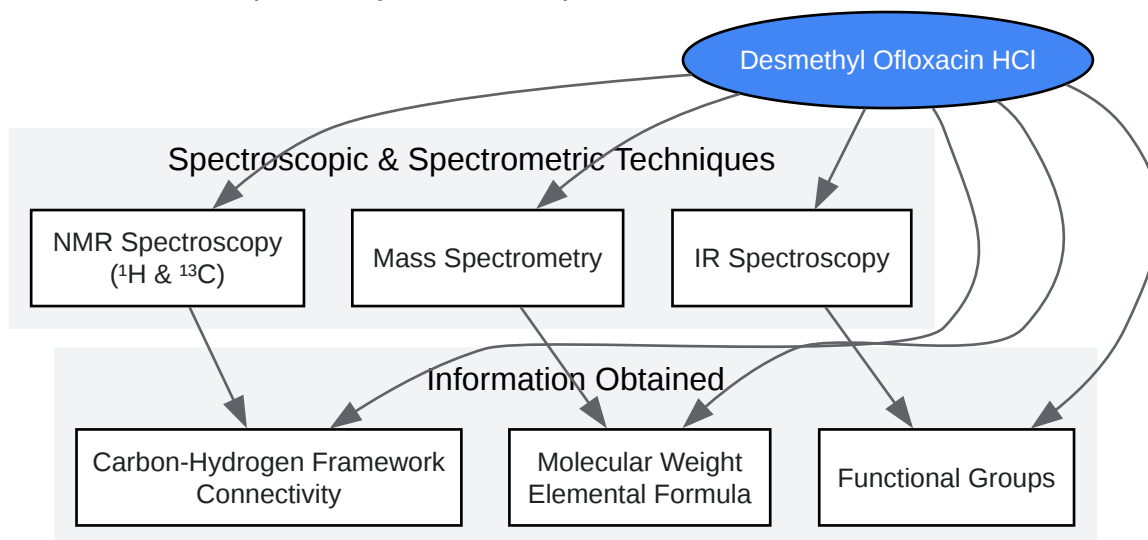 Desmethyl Ofloxacin HCl
Spectroscopic & Spectrometric Techniques
NMR Spectroscopy
(¹H & ¹³C)
Mass Spectrometry
IR Spectroscopy
Information Obtained
Carbon-Hydrogen Framework
Connectivity
Molecular Weight
Elemental Formula
Functional Groups